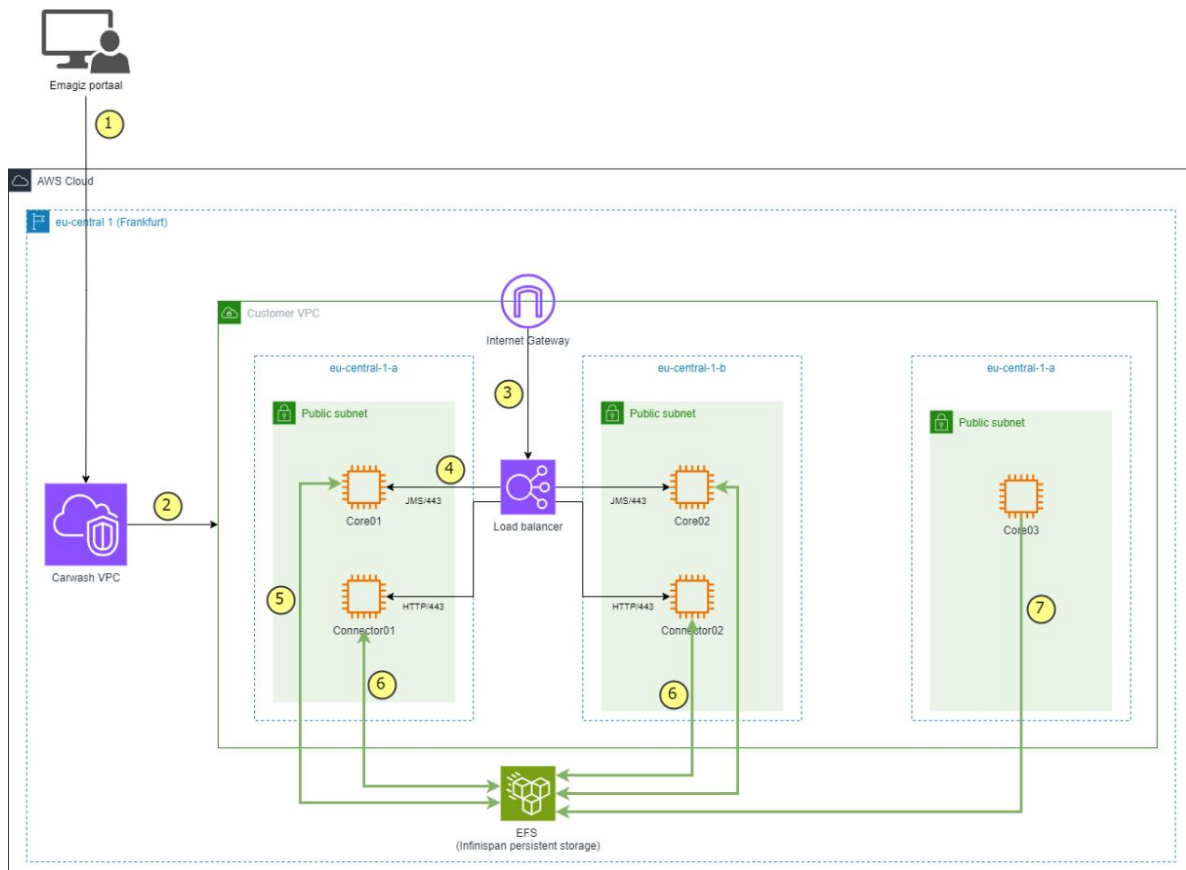 Emagiz portaal
1
AWS Cloud
eu-central 1 (Frankfurt)
Customer VPC
Internet Gateway
eu-central-1-a
eu-central-1-b
eu-central-1-a
3
Public subnet
Public subnet
Public subnet
4
JMS/443
JMS/443
Core01
Load balancer
Core02
Core03
2
Carwash VPC
5
HTTP/443
HTTP/443
7
Connector01
Connector02
6
6
EFS
(Infinispan persistent storage)